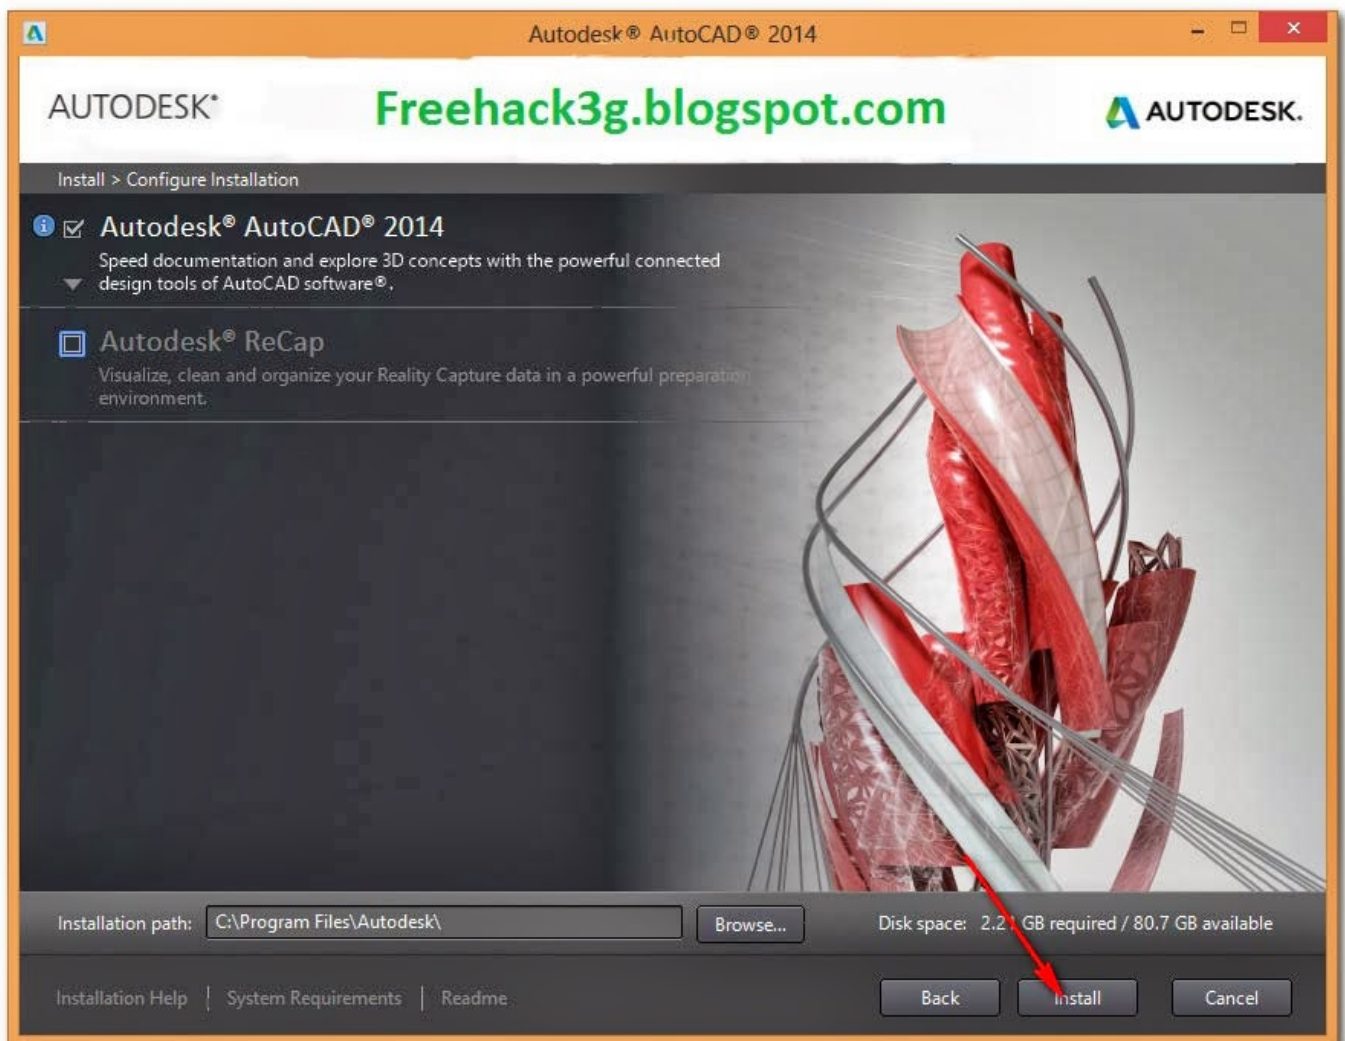 Autodesk® AutoCAD® 2014
AUTODESK®
Freehack3g.blogspot.com
AUTODESK.
Install > Configure Installation
Autodesk® AutoCAD® 2014
Speed documentation and explore 3D concepts with the powerful connected
design tools of AutoCAD software®.
Autodesk® ReCap
Visualize, clean and organize your Reality Capture data in a powerful preparation
environment.
Installation path: C:\Program Files\Autodesk\ Browse... Disk space: 2.21 GB required / 80.7 GB available
Installation Help | System Requirements | Readme Back Install Cancel